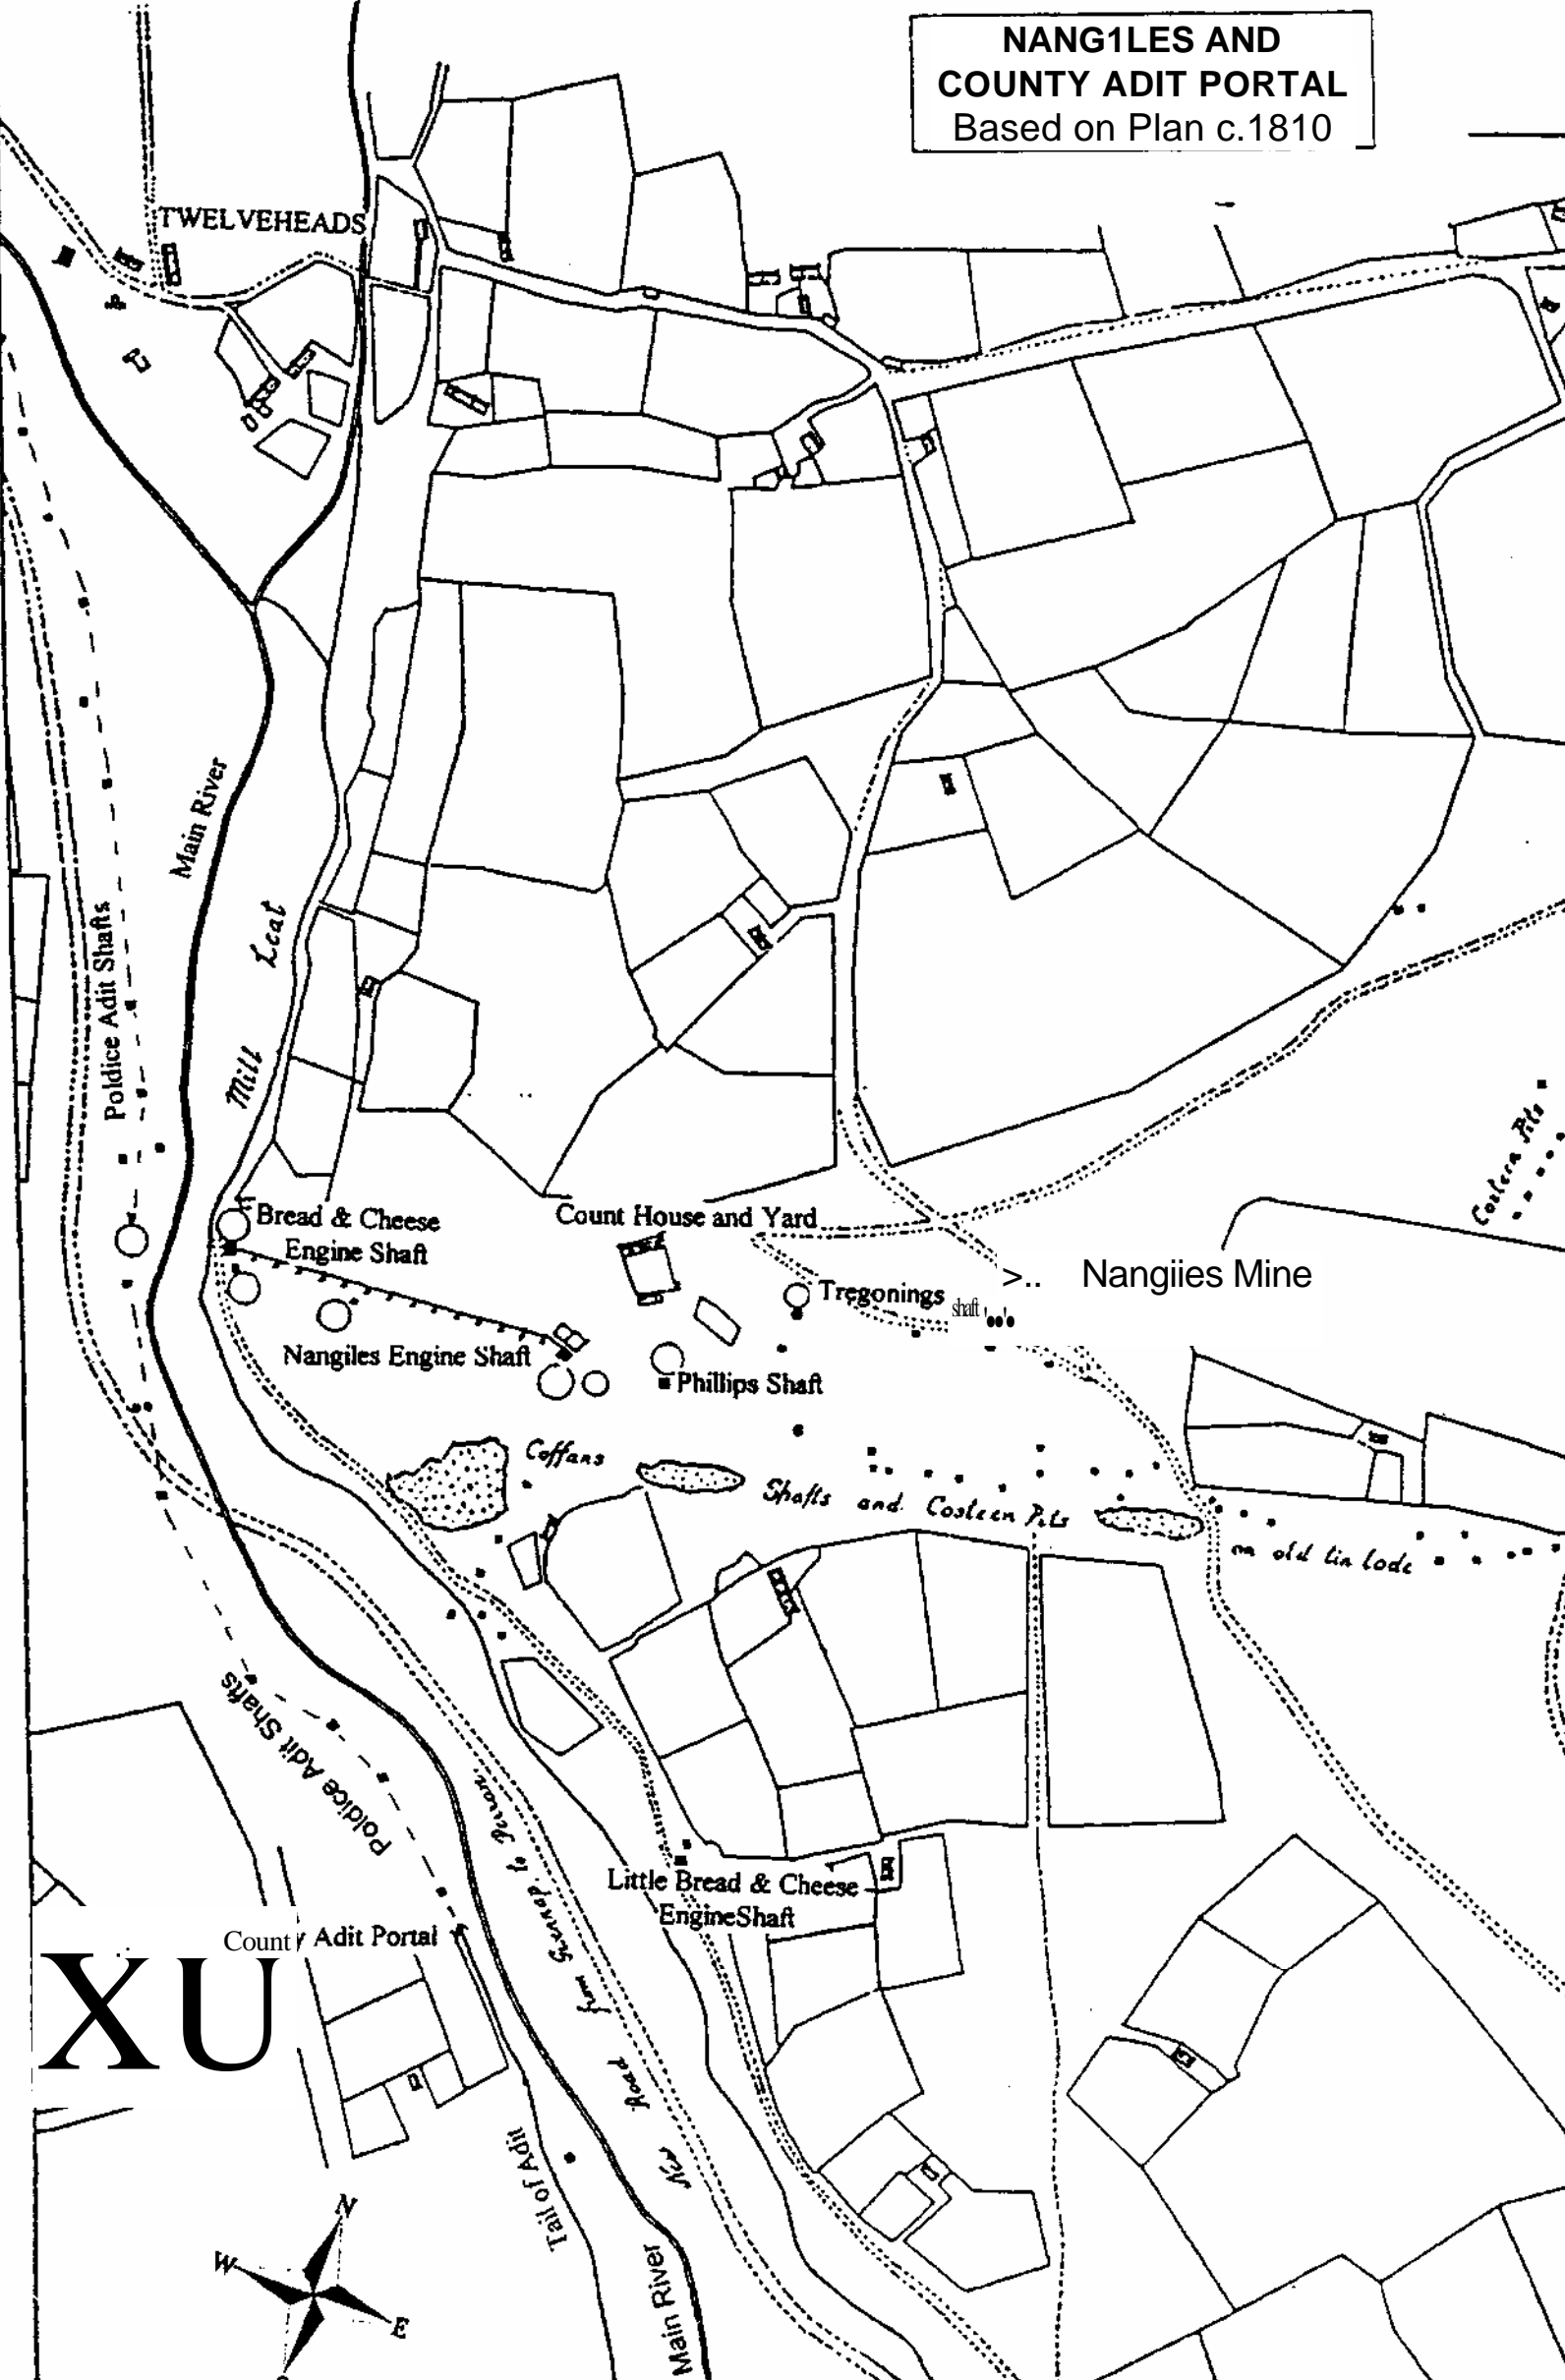 NANG1LES AND
COUNTY ADIT PORTAL
Based on Plan c.1810
TWELVEHEADS
Main River
Poldice Adit Shafts
Mill Leat
Costeen Pits
Bread & Cheese
Engine Shaft
Count House and Yard
>.. Nangiies Mine
Tregonings
shaft
Nangiles Engine Shaft
Phillips Shaft
Coffans
Shafts and Costeen Pits
on old tin lode
Poldice Adit Shafts
New Road from Gwennap to Perran
Little Bread & Cheese
EngineShaft
County Adit Portal
XU
Tail of Adit
Main River
N
W
E